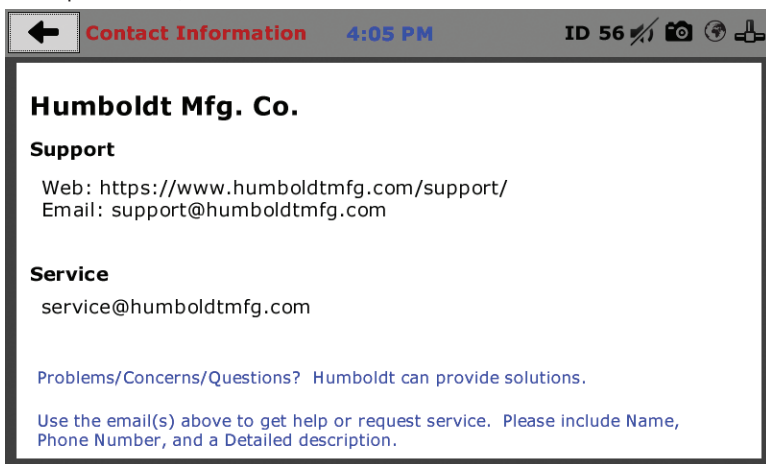 Contact Information 4:05 PM ID 56
Humboldt Mfg. Co.
Support
Web: https://www.humboldtmfg.com/support/
Email: support@humboldtmfg.com
Service
service@humboldtmfg.com
Problems/Concerns/Questions? Humboldt can provide solutions.
Use the email(s) above to get help or request service. Please include Name,
Phone Number, and a Detailed description.